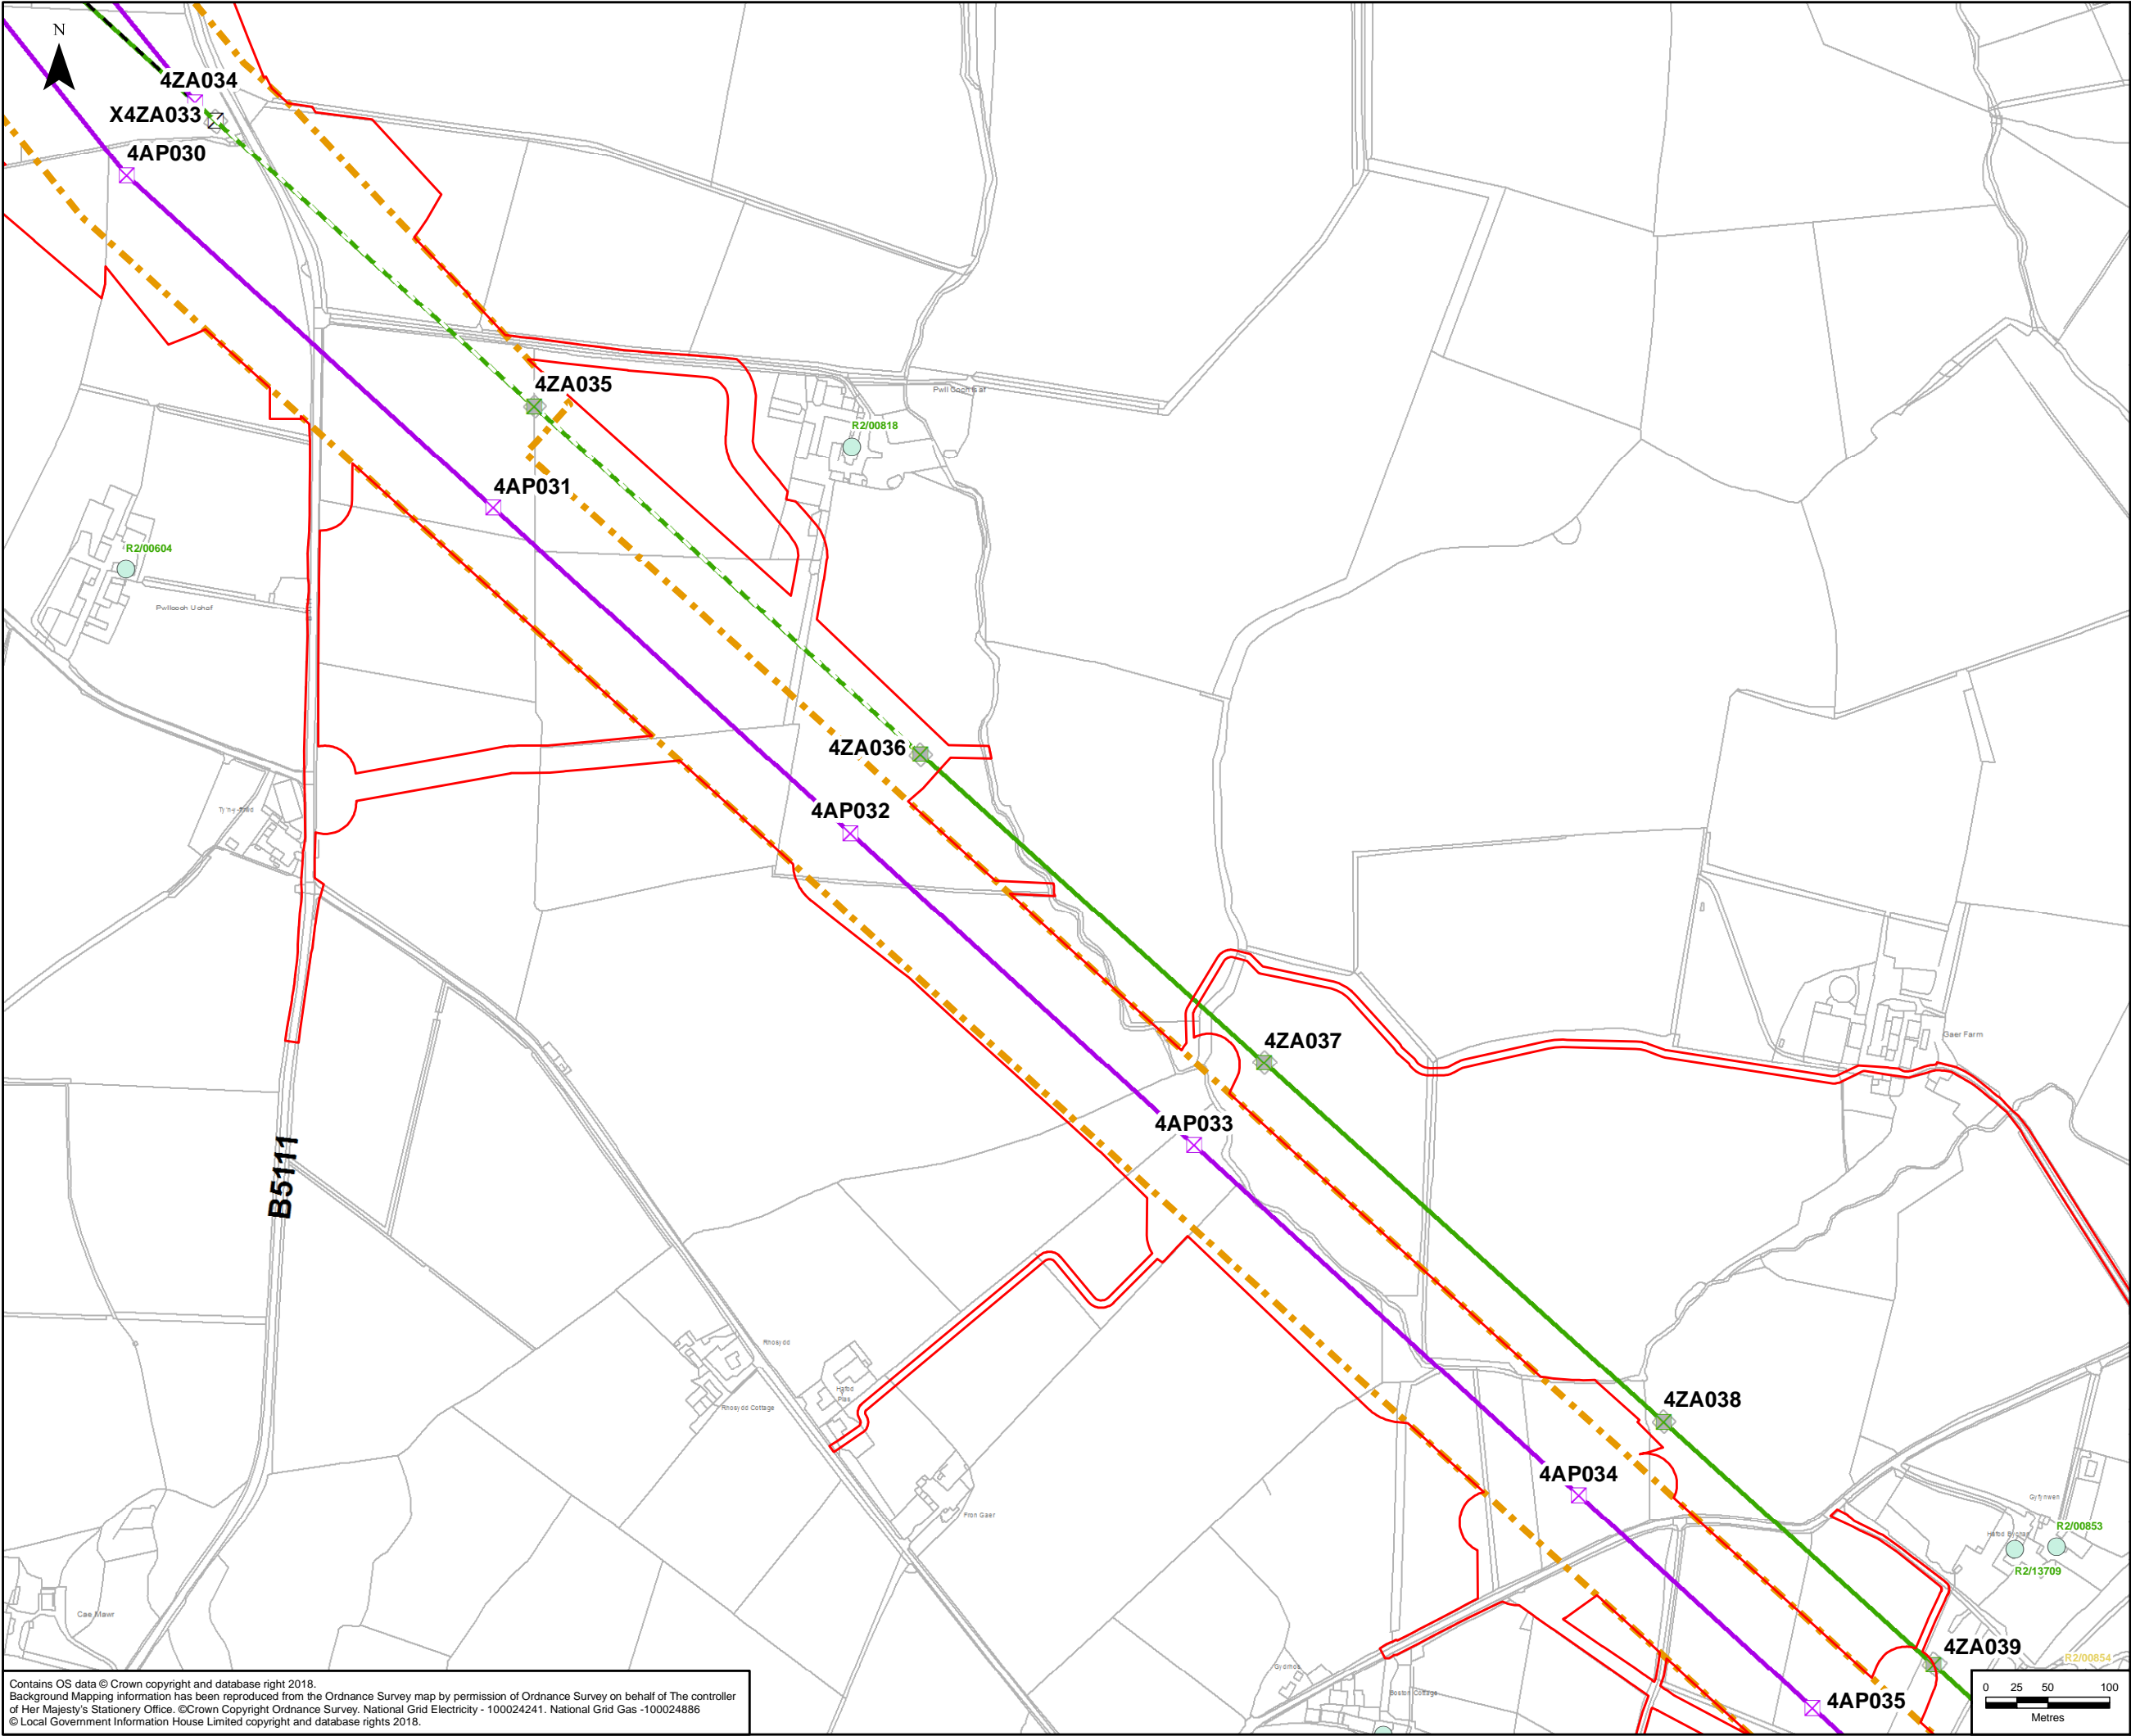 N
4ZA034
X4ZA033
4AP030
4ZA035
Pwll Coch Isaf
R2/00818
4AP031
R2/00604
Pwllcoch Uchaf
4ZA036
4AP032
4ZA037
Gaer Farm
4AP033
B5111
Rhosydd
Hafod
Plas
Rhosydd Cottage
4ZA038
4AP034
Fron Gaer
R2/00853
R2/13709
Cae Mawr
4ZA039
R2/00854
Boston Cottage
4AP035
0 25 50 100
Metres
Contains OS data © Crown copyright and database right 2018.
Background Mapping information has been reproduced from the Ordnance Survey map by permission of Ordnance Survey on behalf of The controller
of Her Majesty's Stationery Office. ©Crown Copyright Ordnance Survey. National Grid Electricity - 100024241. National Grid Gas -100024886
© Local Government Information House Limited copyright and database rights 2018.